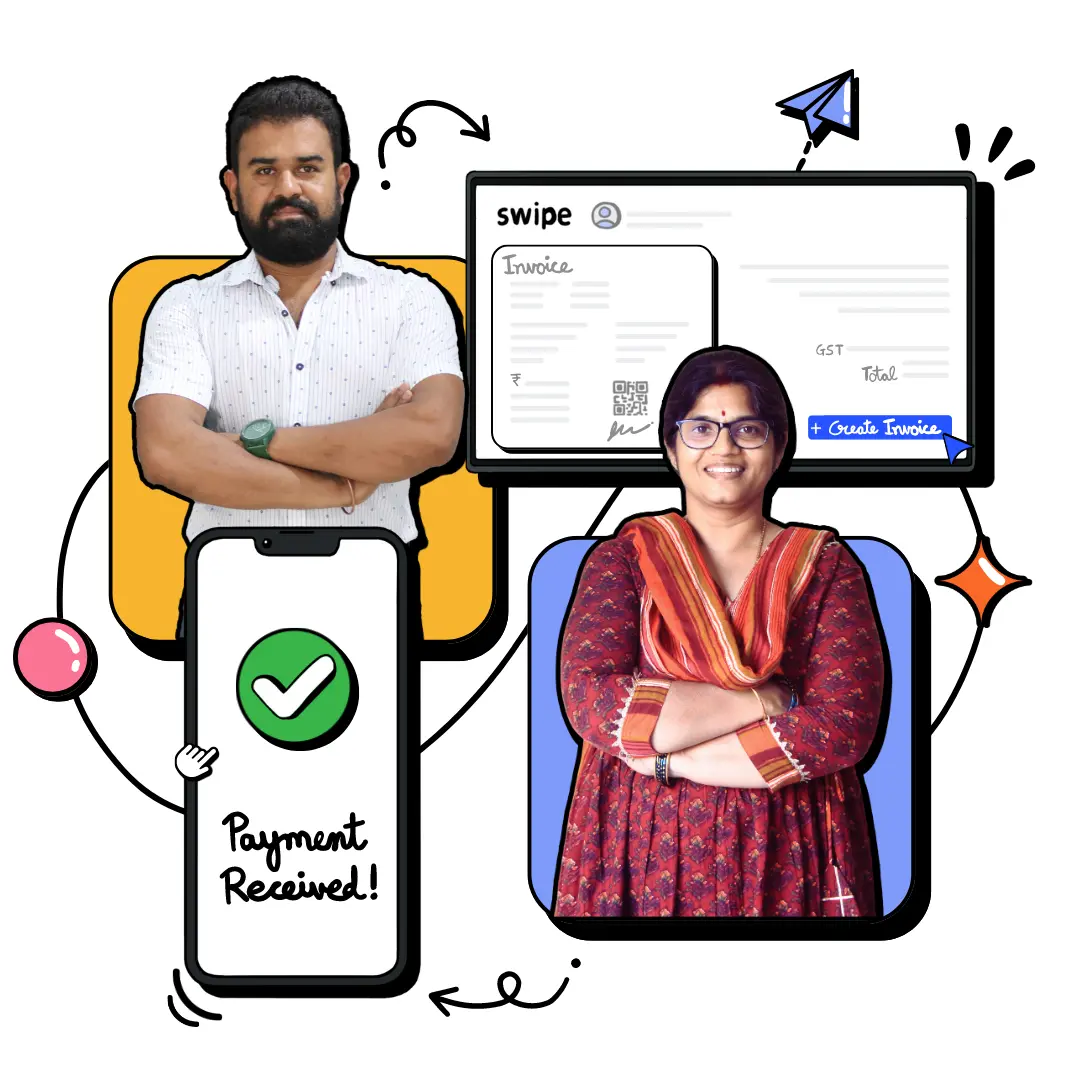 swipe
Invoice
₹
GST
Total
+ Create Invoice
Payment
Received!